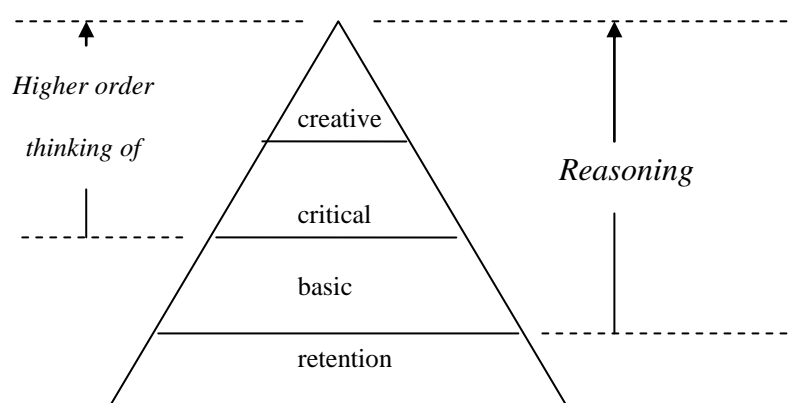 Higher order
thinking of
creative
critical
basic
retention
Reasoning